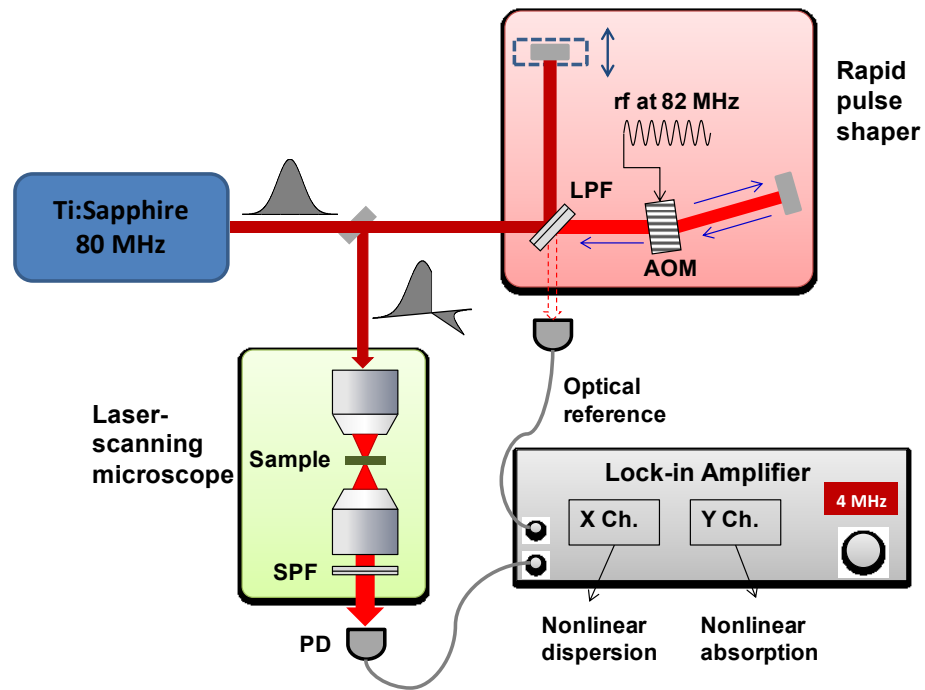 Rapid
pulse
shaper
rf at 82 MHz
LPF
Ti:Sapphire
80 MHz
AOM
Optical
reference
Laser-
scanning
microscope
Sample
SPF
PD
Lock-in Amplifier
4 MHz
X Ch.
Y Ch.
Nonlinear
dispersion
Nonlinear
absorption